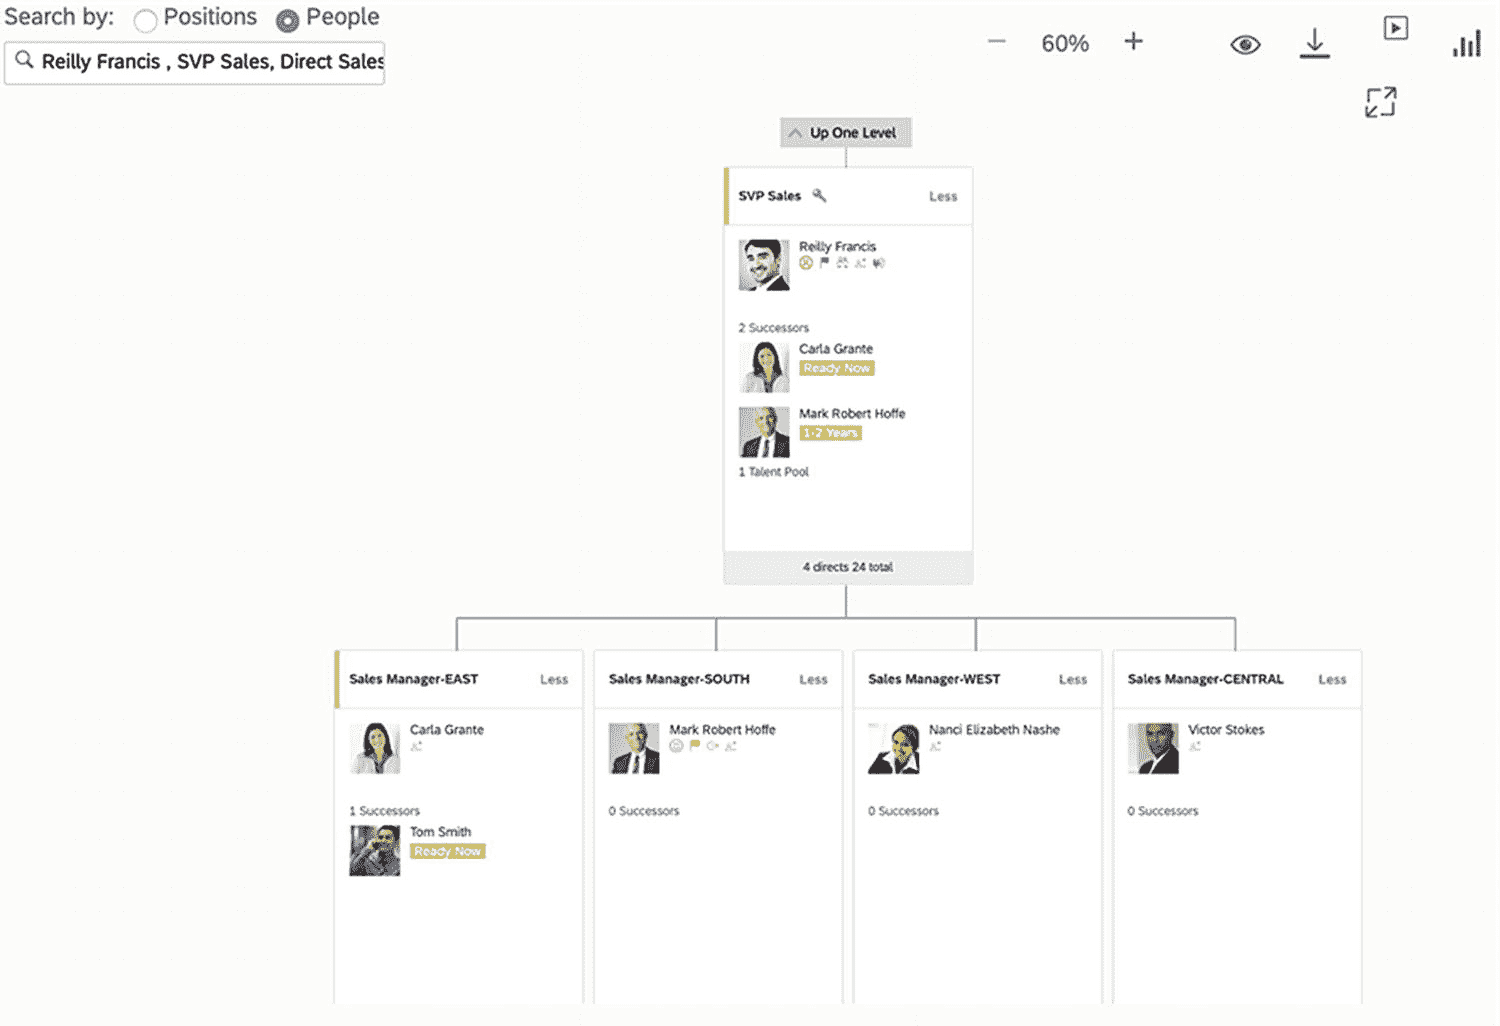 Search by: Positions People
Reilly Francis , SVP Sales, Direct Sales
60%
Up One Level
SVP Sales Less
Reilly Francis
2 Successors
Carla Grante
Ready Now
Mark Robert Hoffe
1-2 Years
1 Talent Pool
4 directs 24 total
Sales Manager-EAST Less
Carla Grante
1 Successors
Tom Smith
Ready Now
Sales Manager-SOUTH Less
Mark Robert Hoffe
0 Successors
Sales Manager-WEST Less
Nanci Elizabeth Nashe
0 Successors
Sales Manager-CENTRAL Less
Victor Stokes
0 Successors